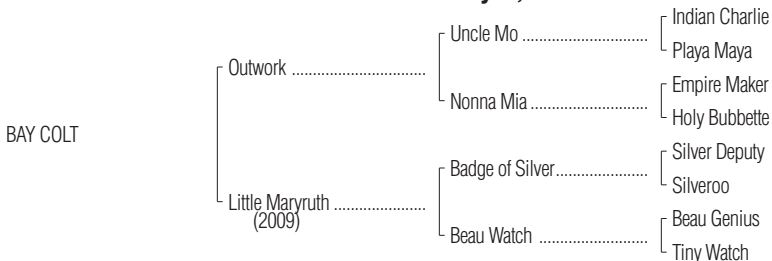 Indian Charlie
Uncle Mo ..............................
Playa Maya
Outwork ................................
Empire Maker
Nonna Mia ............................
Holy Bubbette
BAY COLT
Silver Deputy
Badge of Silver......................
Silveroo
Little Maryruth ......................
(2009)
Beau Genius
Beau Watch ..........................
Tiny Watch